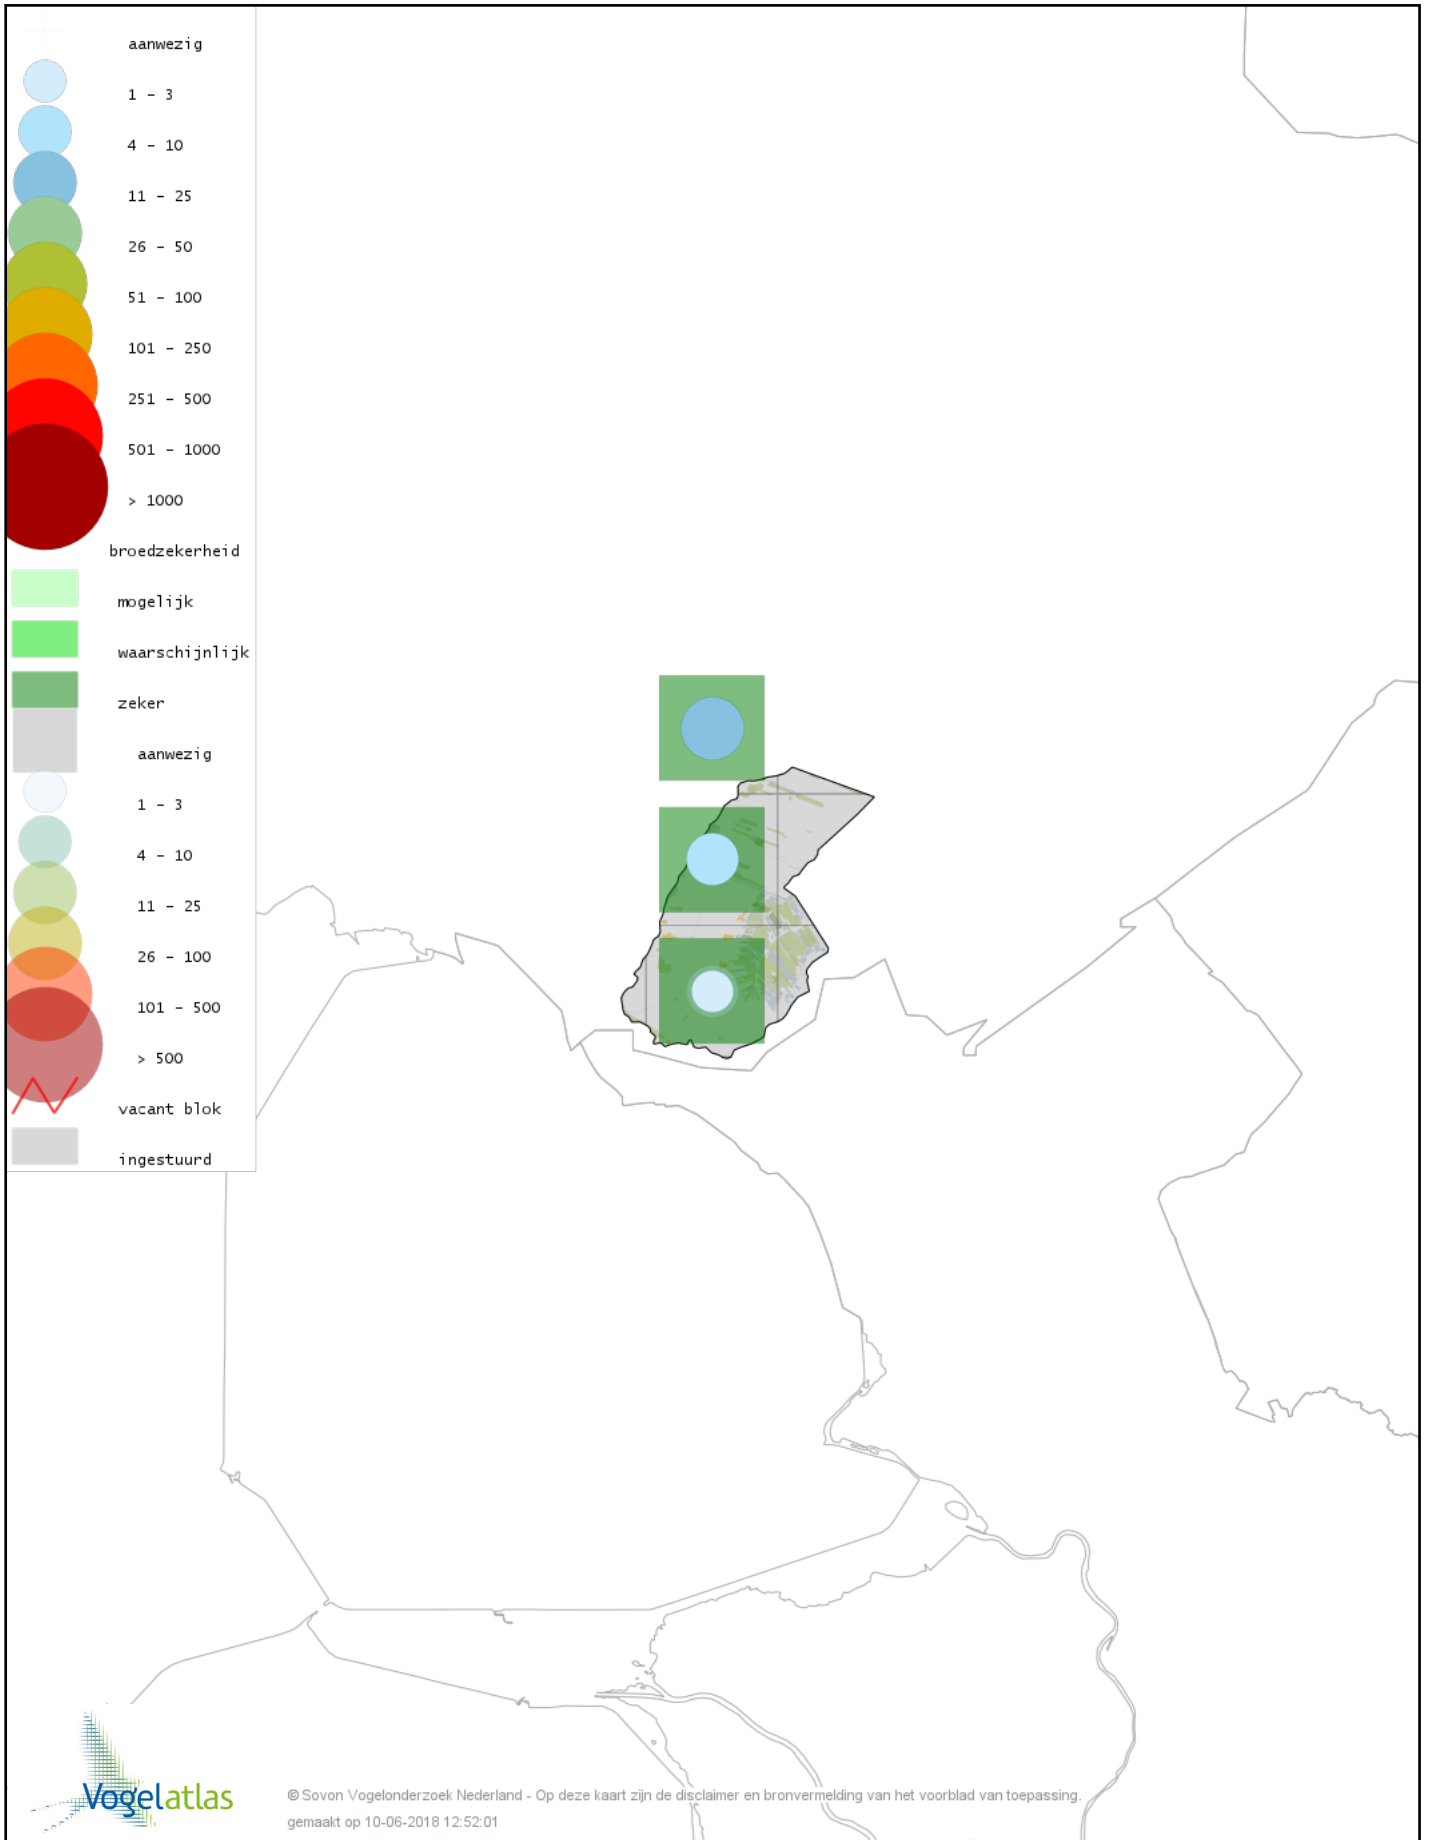 aanwezig
1 - 3
4 - 10
11 - 25
26 - 50
51 - 100
101 - 250
251 - 500
501 - 1000
> 1000
broedzekerheid
mogelijk
waarschijnlijk
zeker
aanwezig
1 - 3
4 - 10
11 - 25
26 - 100
101 - 500
> 500
vacant blok
ingestuurd
Vogelatlas
© Sovon Vogelonderzoek Nederland - Op deze kaart zijn de disclaimer en bronvermelding van het voorblad van toepassing.
gemaakt op 10-06-2018 12:52:01